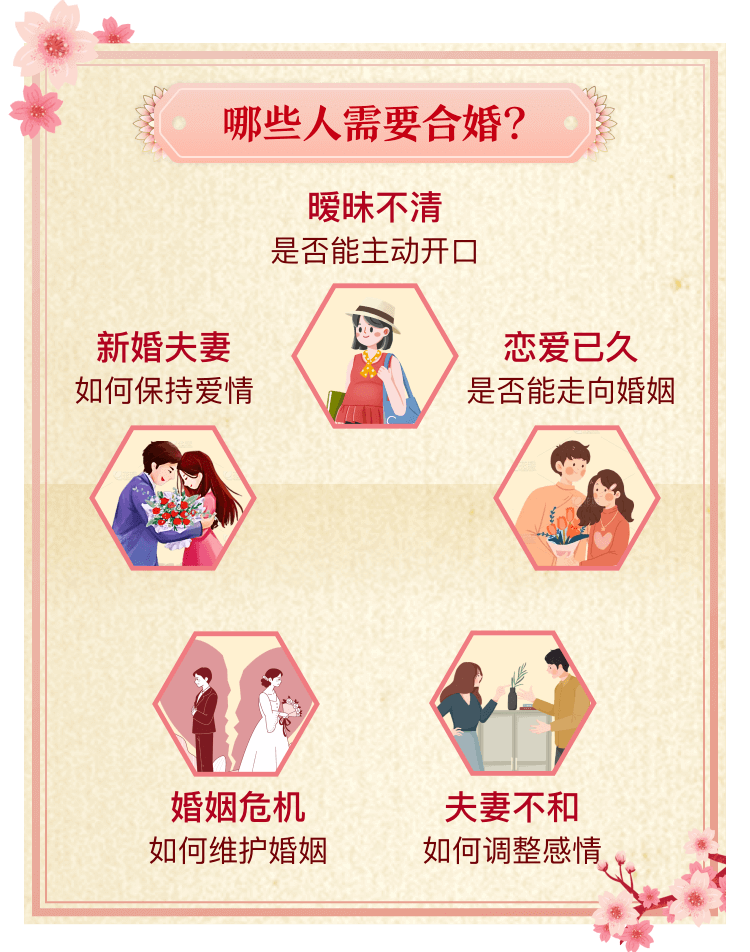 哪些人需要合婚?
暧昧不清
是否能主动开口
新婚夫妻
如何保持爱情
恋爱已久
是否能走向婚姻
婚姻危机
如何维护婚姻
夫妻不和
如何调整感情